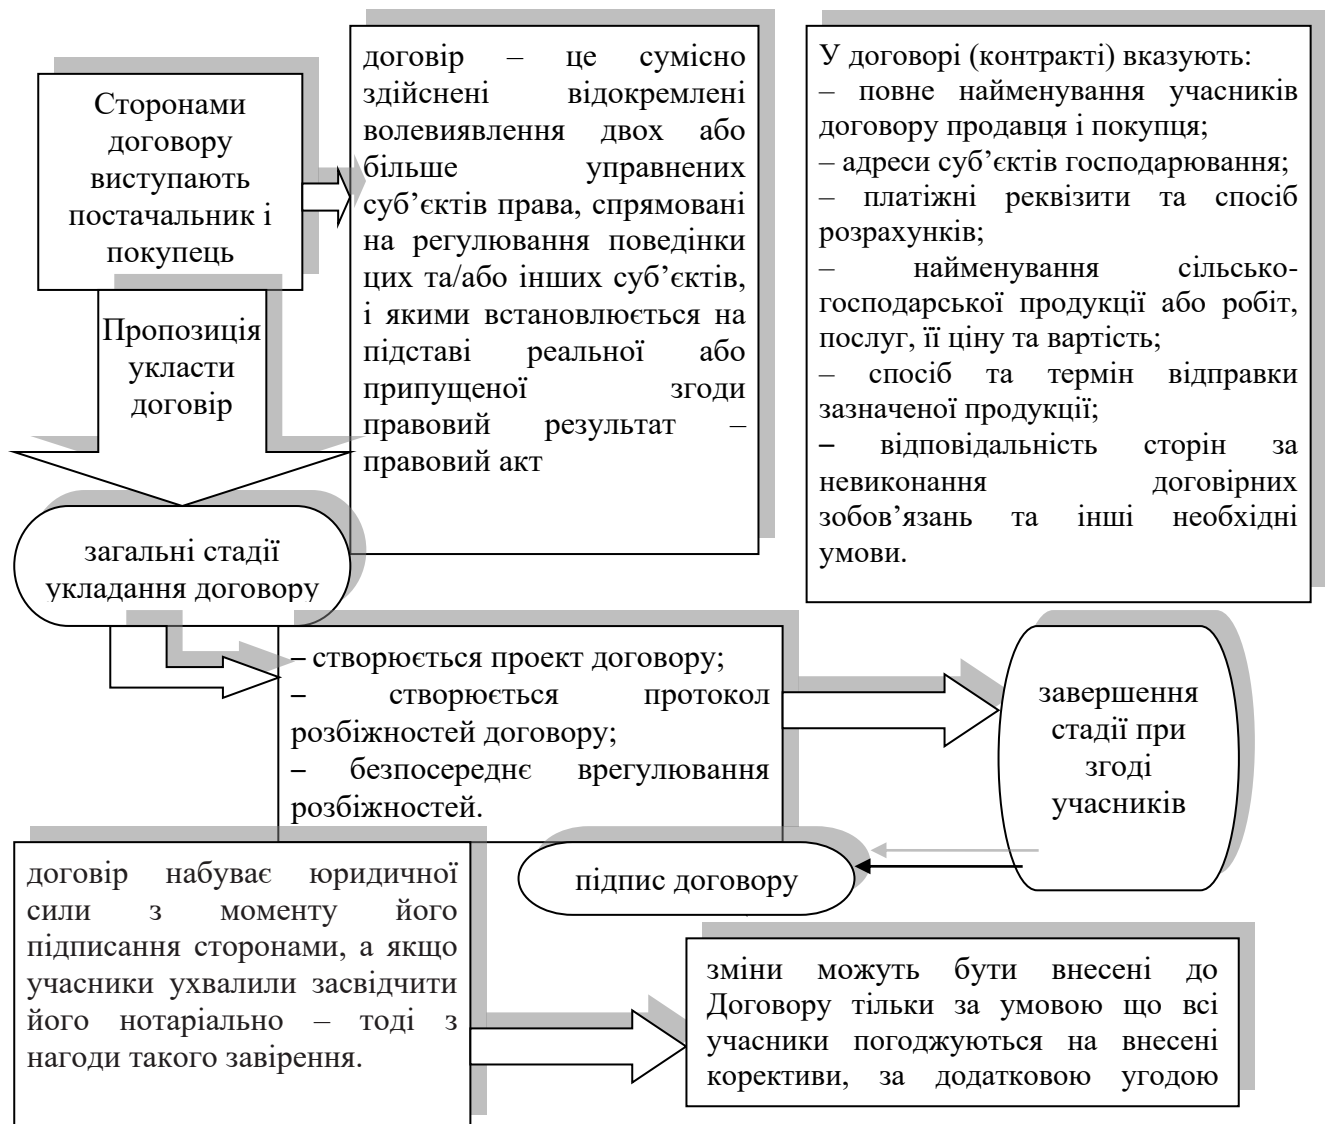 Сторонами
договору
виступають
постачальник і
покупець
договір – це сумісно
здійснені відокремлені
волевиявлення двох або
більше управнених
суб’єктів права, спрямовані
на регулювання поведінки
цих та/або інших суб’єктів,
і якими встановлюється на
підставі реальної або
припущеної згоди
правовий результат –
правовий акт
У договорі (контракті) вказують:
– повне найменування учасників
договору продавця і покупця;
– адреси суб’єктів господарювання;
– платіжні реквізити та спосіб
розрахунків;
– найменування сільсько-
господарської продукції або робіт,
послуг, її ціну та вартість;
– спосіб та термін відправки
зазначеної продукції;
– відповідальність сторін за
невиконання договірних
зобов’язань та інші необхідні
умови.
Пропозиція
укласти
договір
загальні стадії
укладання договору
– створюється проект договору;
– створюється протокол
розбіжностей договору;
– безпосереднє врегулювання
розбіжностей.
завершення
стадії при
згоді
учасників
підпис договору
договір набуває юридичної
сили з моменту його
підписання сторонами, а якщо
учасники ухвалили засвідчити
його нотаріально – тоді з
нагоди такого завірення.
зміни можуть бути внесені до
Договору тільки за умовою що всі
учасники погоджуються на внесені
корективи, за додатковою угодою